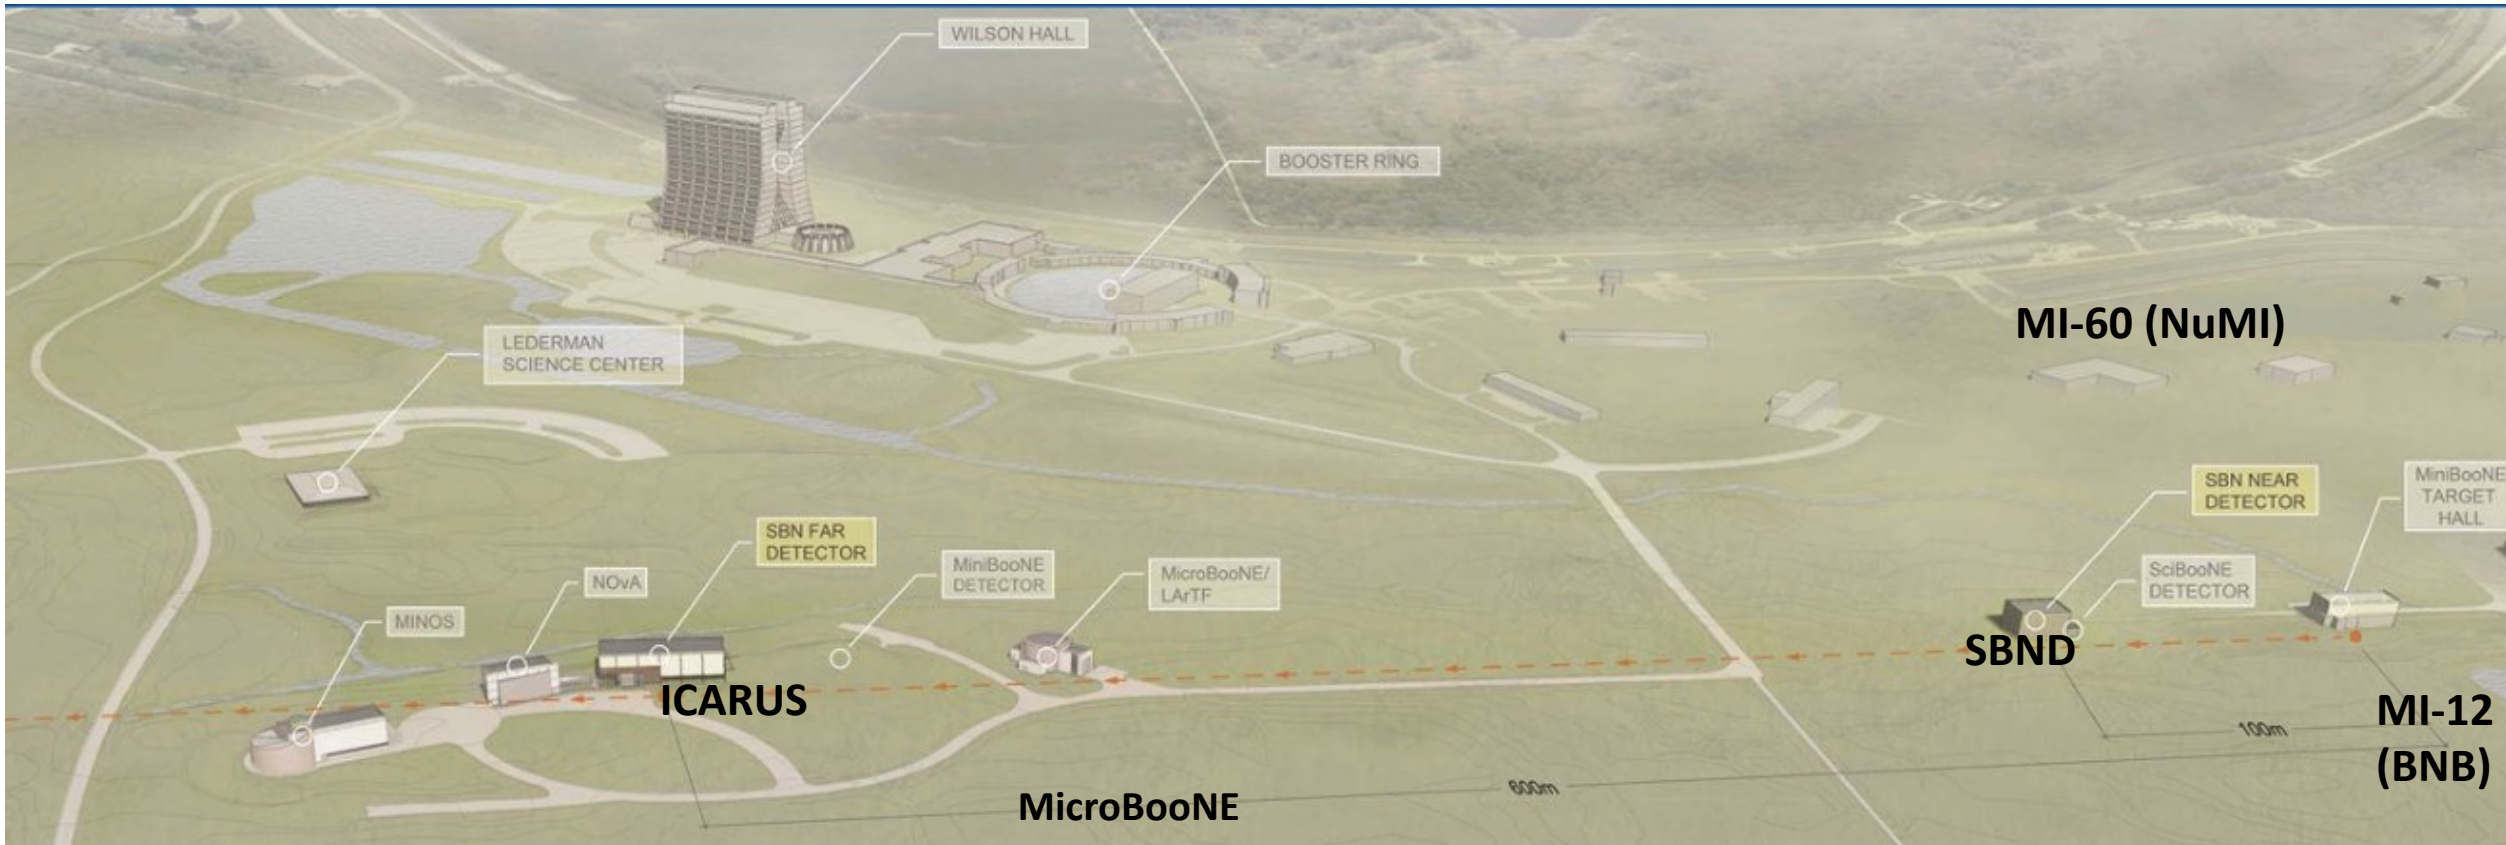 WILSON HALL
BOOSTER RING
MI-60 (NuMI)
LEDERMAN
SCIENCE CENTER
SBN NEAR
DETECTOR
MiniBooNE
TARGET
HALL
SBN FAR
DETECTOR
MiniBooNE
DETECTOR
MicroBooNE/
LArTF
SciBooNE
DETECTOR
NOvA
MINOS
SBND
ICARUS
MI-12
(BNB)
100m
600m
MicroBooNE